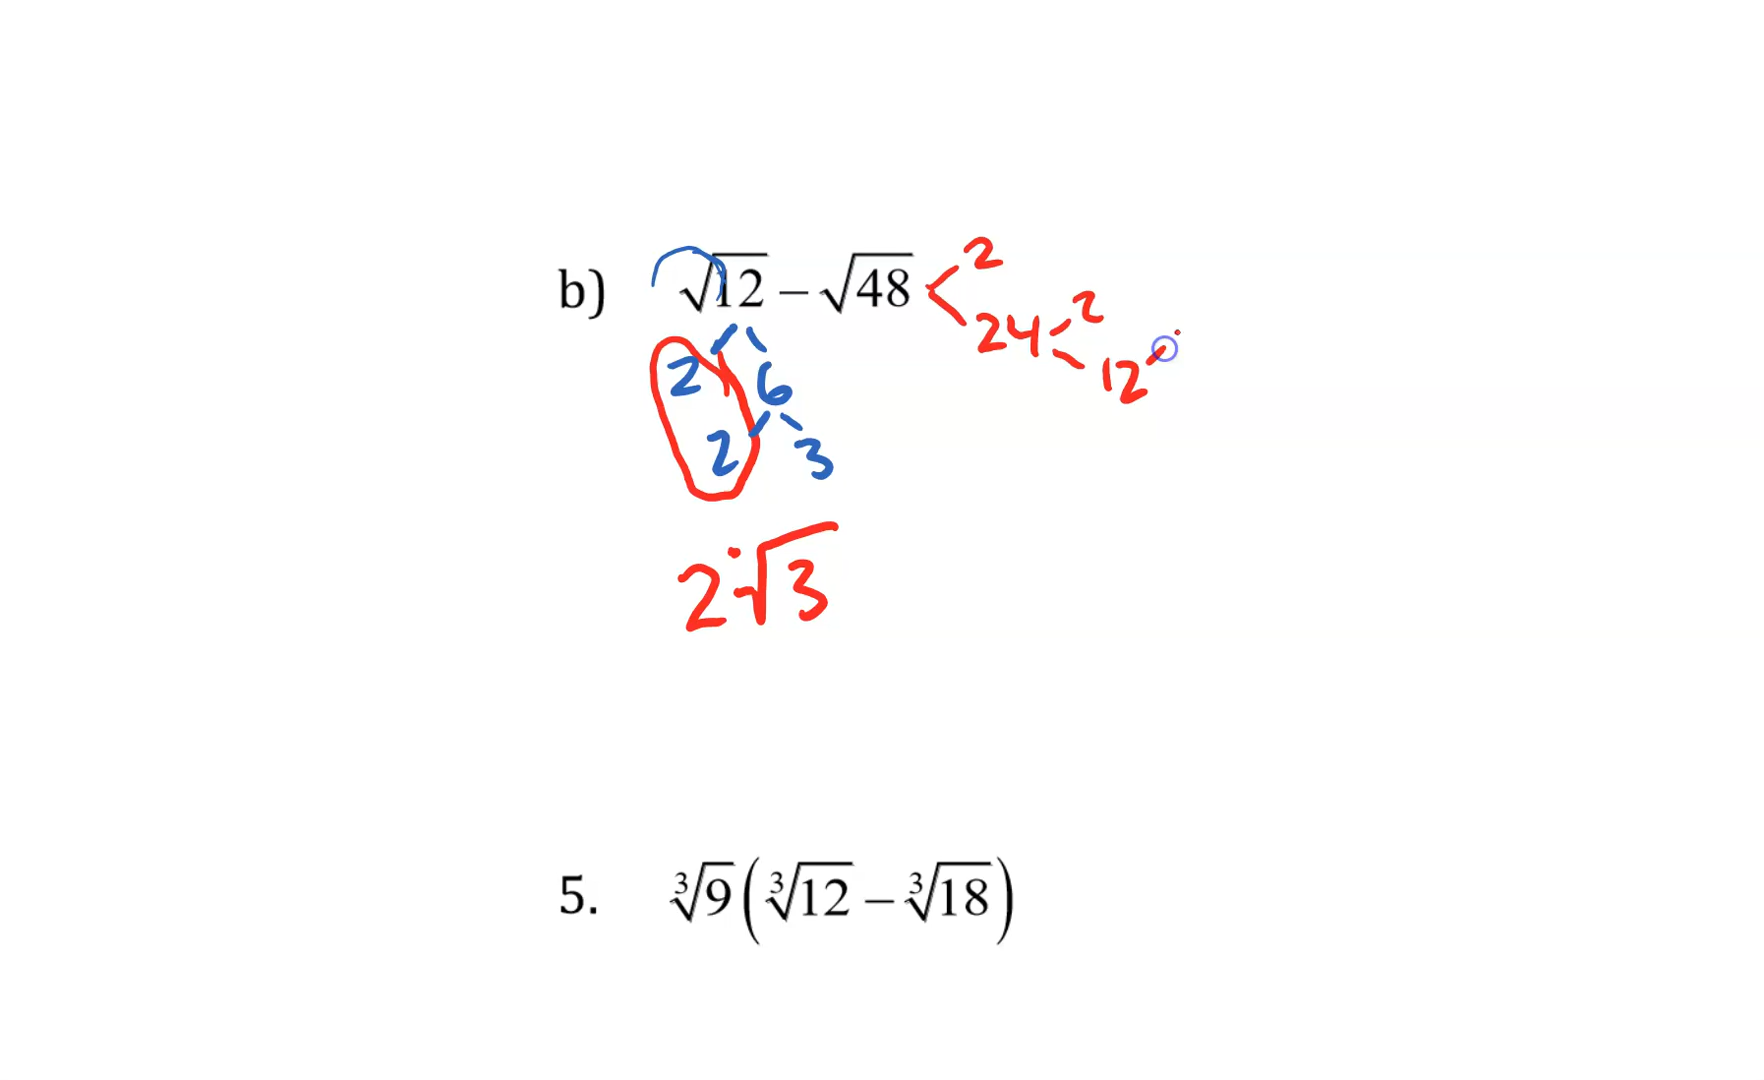 b) √12 – √48 2
24 2
12
2 6
2 3
2·√3
5. ∛9(∛12 – ∛18)